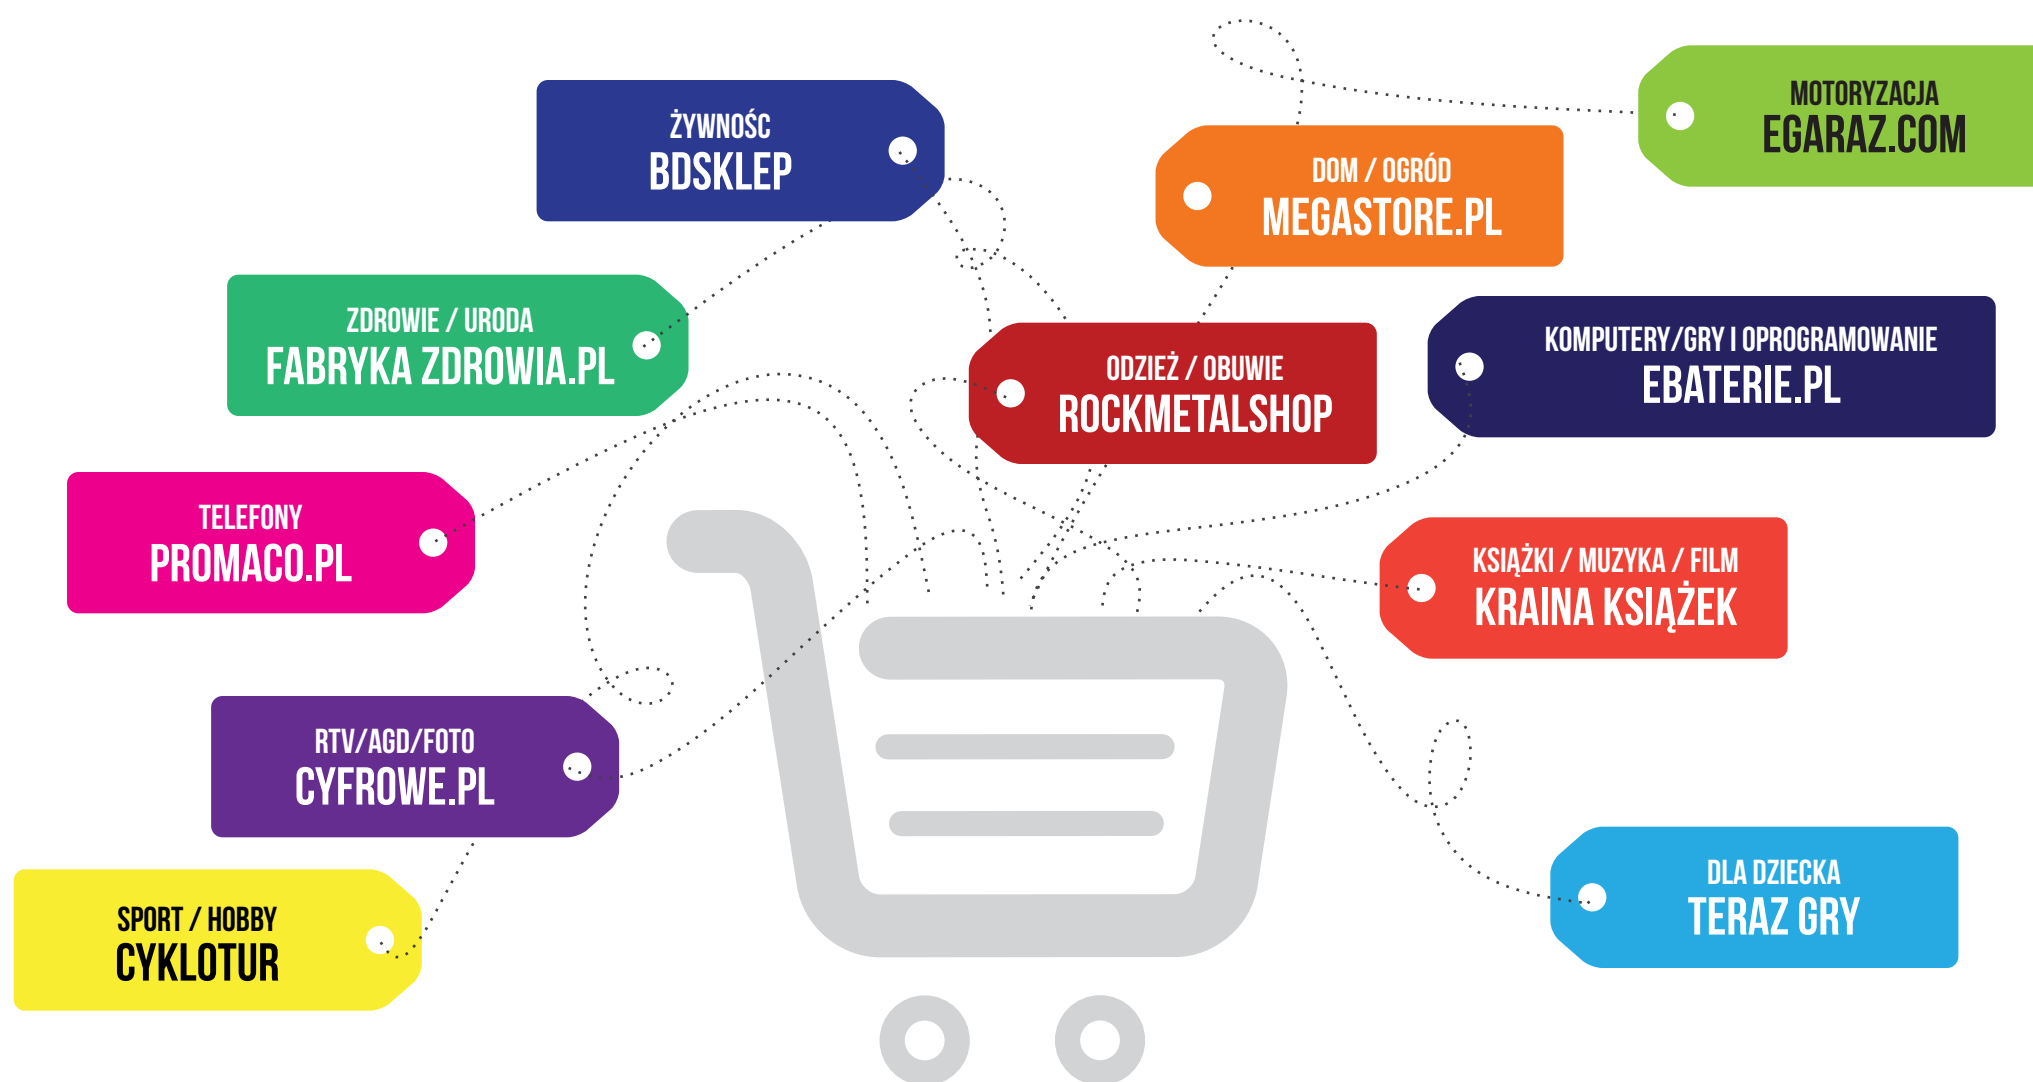 MOTORYZACJA
EGARAZ.COM
ŻYWNOŚC
BDSKLEP
DOM / OGRÓD
MEGASTORE.PL
ZDROWIE / URODA
FABRYKA ZDROWIA.PL
KOMPUTERY/GRY I OPROGRAMOWANIE
EBATERIE.PL
ODZIEŻ / OBUWIE
ROCKMETALSHOP
TELEFONY
PROMACO.PL
KSIĄŻKI / MUZYKA / FILM
KRAINA KSIĄŻEK
RTV/AGD/FOTO
CYFROWE.PL
DLA DZIECKA
TERAZ GRY
SPORT / HOBBY
CYKLOTUR